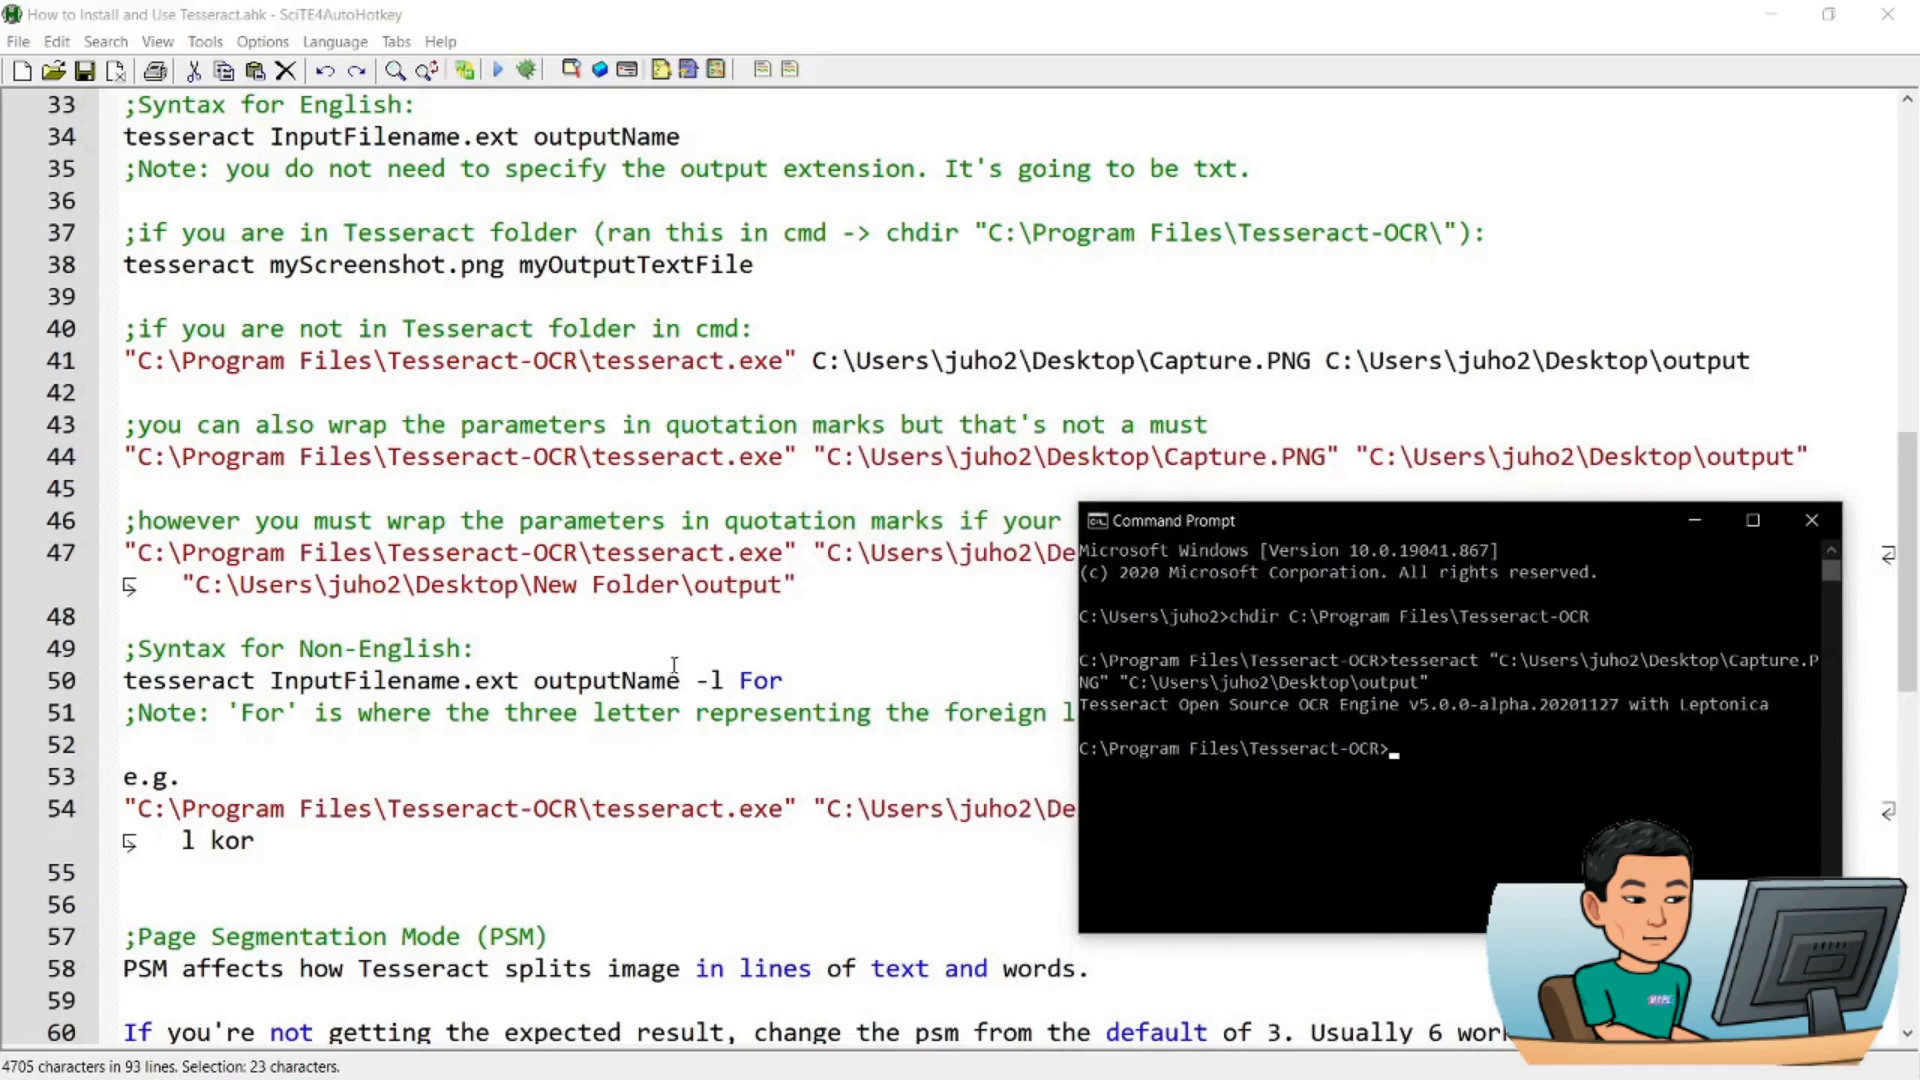 How to Install and Use Tesseract.ahk - SciTE4AutoHotkey
File Edit Search View Tools Options Language Tabs Help
33 ;Syntax for English:
34 tesseract InputFilename.ext outputName
35 ;Note: you do not need to specify the output extension. It's going to be txt.
36
37 ;if you are in Tesseract folder (ran this in cmd -> chdir "C:\Program Files\Tesseract-OCR\"):
38 tesseract myScreenshot.png myOutputTextFile
39
40 ;if you are not in Tesseract folder in cmd:
41 "C:\Program Files\Tesseract-OCR\tesseract.exe" C:\Users\juho2\Desktop\Capture.PNG C:\Users\juho2\Desktop\output
42
43 ;you can also wrap the parameters in quotation marks but that's not a must
44 "C:\Program Files\Tesseract-OCR\tesseract.exe" "C:\Users\juho2\Desktop\Capture.PNG" "C:\Users\juho2\Desktop\output"
45
46 ;however you must wrap the parameters in quotation marks if your
47 "C:\Program Files\Tesseract-OCR\tesseract.exe" "C:\Users\juho2\De
"C:\Users\juho2\Desktop\New Folder\output"
48
49 ;Syntax for Non-English:
50 tesseract InputFilename.ext outputName -l For
51 ;Note: 'For' is where the three letter representing the foreign l
52
53 e.g.
54 "C:\Program Files\Tesseract-OCR\tesseract.exe" "C:\Users\juho2\De
l kor
55
56
57 ;Page Segmentation Mode (PSM)
58 PSM affects how Tesseract splits image in lines of text and words.
59
60 If you're not getting the expected result, change the psm from the default of 3. Usually 6 wor
4705 characters in 93 lines. Selection: 23 characters.
Command Prompt
Microsoft Windows [Version 10.0.19041.867]
(c) 2020 Microsoft Corporation. All rights reserved.
C:\Users\juho2>chdir C:\Program Files\Tesseract-OCR
C:\Program Files\Tesseract-OCR>tesseract "C:\Users\juho2\Desktop\Capture.P
NG" "C:\Users\juho2\Desktop\output"
Tesseract Open Source OCR Engine v5.0.0-alpha.20201127 with Leptonica
C:\Program Files\Tesseract-OCR>